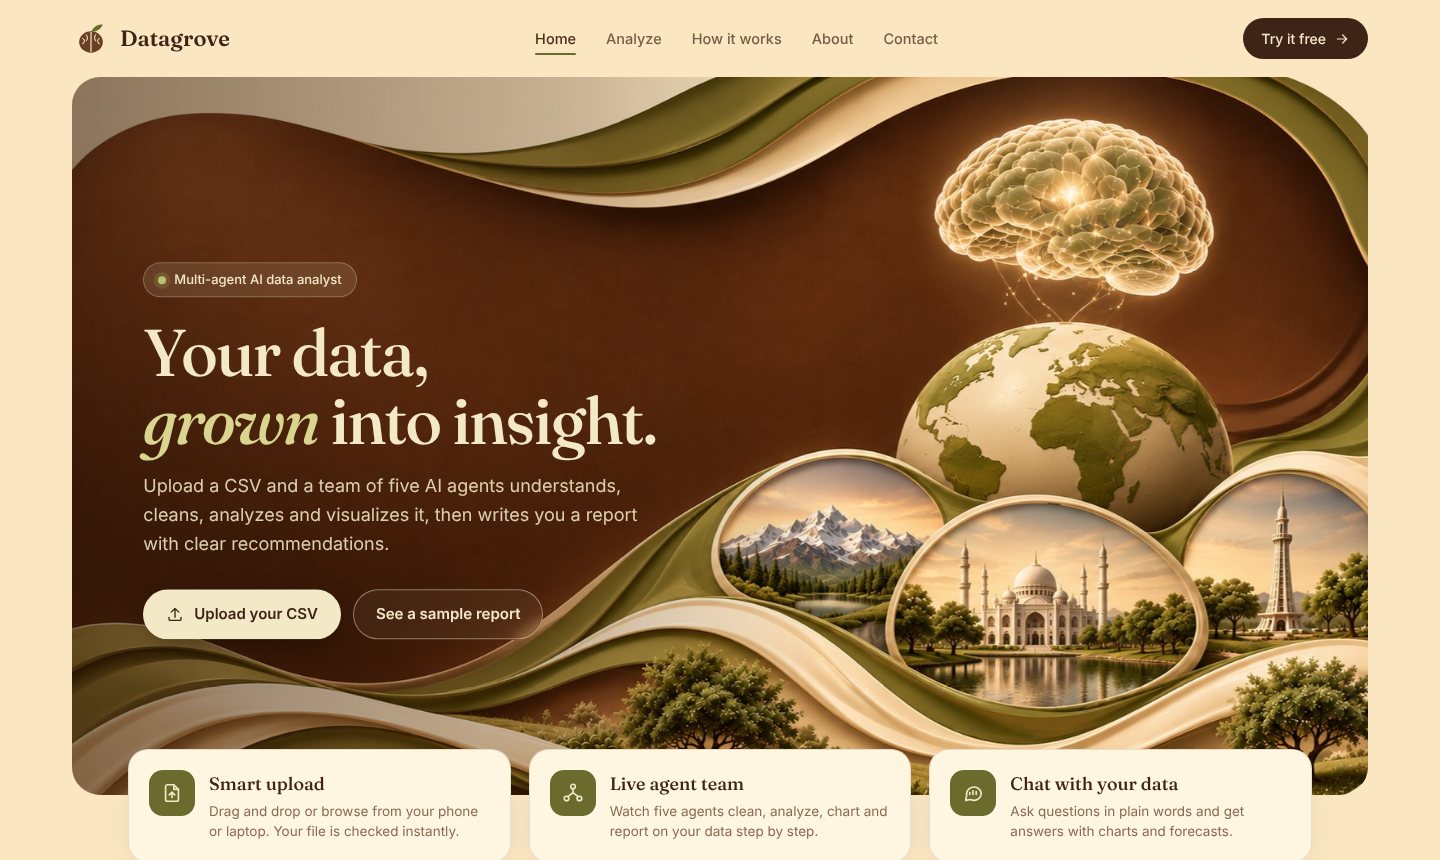 Datagrove
Home
Analyze
How it works
About
Contact
Try it free
Multi-agent AI data analyst
Your data,
grown into insight.
Upload a CSV and a team of five AI agents understands,
cleans, analyzes and visualizes it, then writes you a report
with clear recommendations.
Upload your CSV
See a sample report
Smart upload
Drag and drop or browse from your phone
or laptop. Your file is checked instantly.
Live agent team
Watch five agents clean, analyze, chart and
report on your data step by step.
Chat with your data
Ask questions in plain words and get
answers with charts and forecasts.